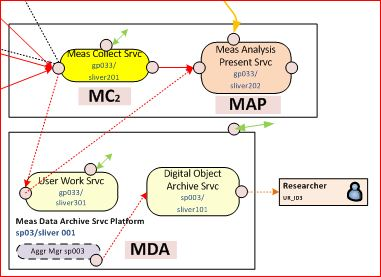 Meas Collect Srvc
gp033/
sliver201
MC2
Meas Analysis
Present Srvc
gp033/
sliver202
MAP
User Work Srvc
gp033/
sliver301
Digital Object
Archive Srvc
sp003/
sliver101
Researcher
UR_ID3
Meas Data Archive Srvc Platform
sp03/sliver 001
Aggr Mgr sp003
MDA